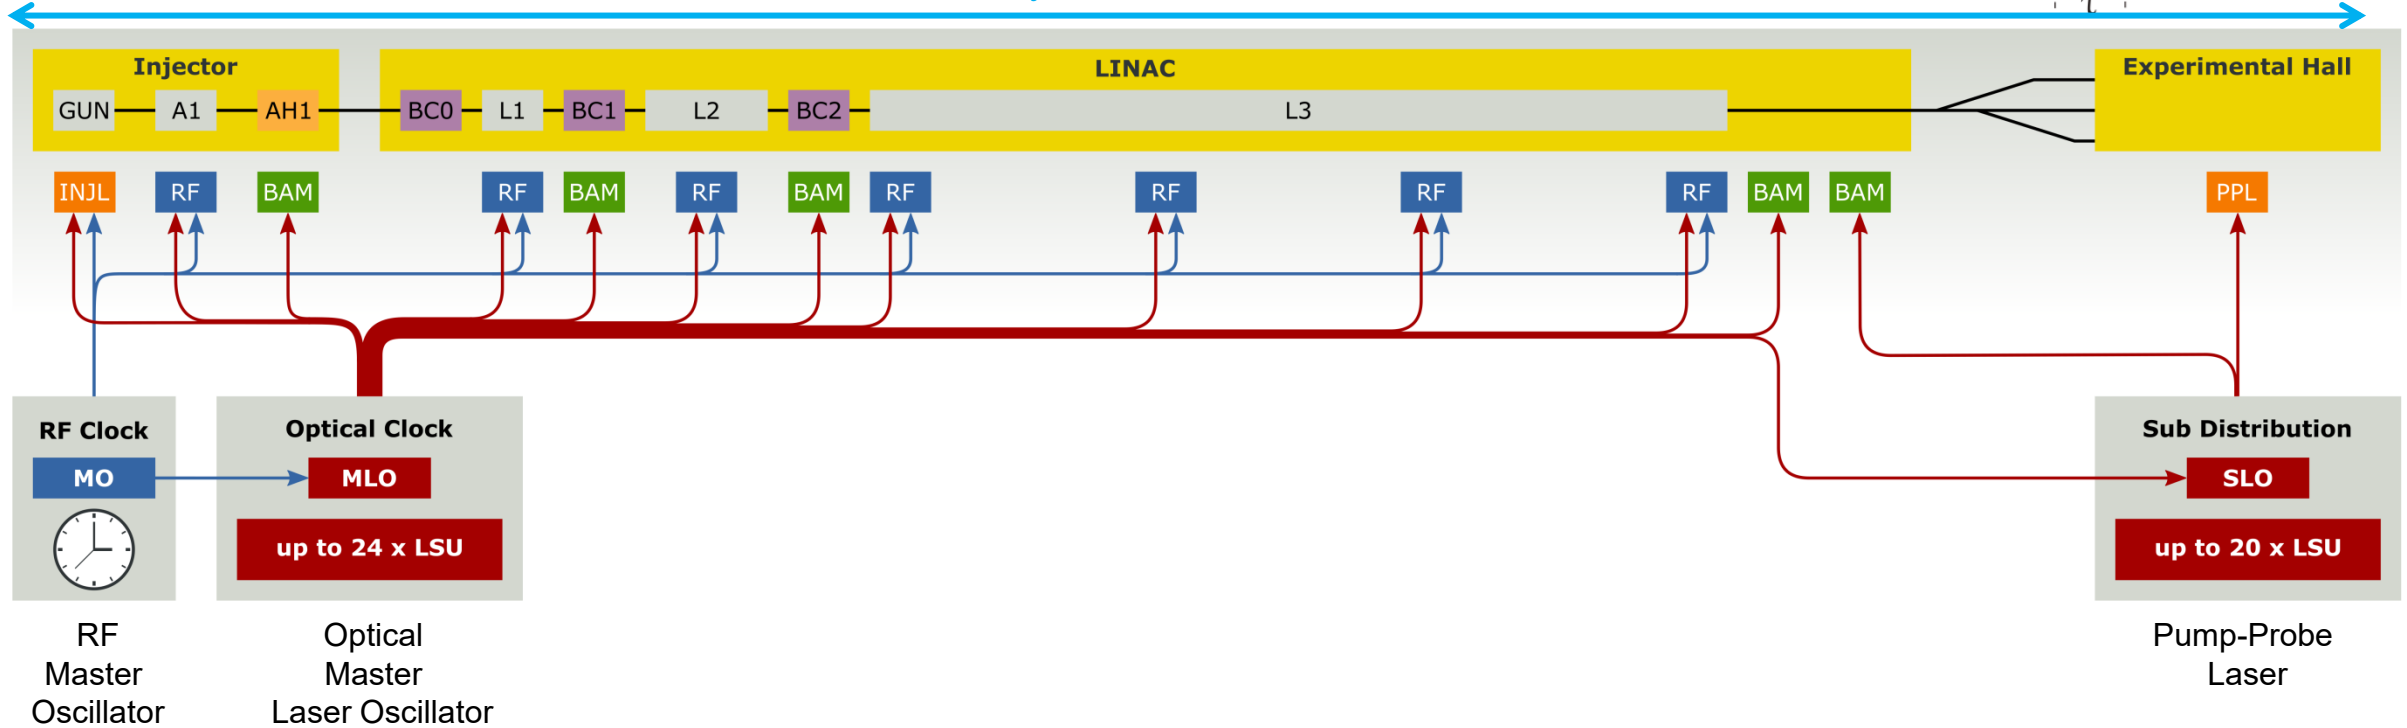 Injector
LINAC
Experimental Hall
GUN
A1
AH1
BC0
L1
BC1
L2
BC2
L3
INJL
RF
BAM
RF
BAM
RF
BAM
RF
RF
RF
RF
BAM
BAM
PPL
RF Clock
Optical Clock
Sub Distribution
MO
MLO
SLO
up to 24 x LSU
up to 20 x LSU
RF
Master
Oscillator
Optical
Master
Laser Oscillator
Pump-Probe
Laser